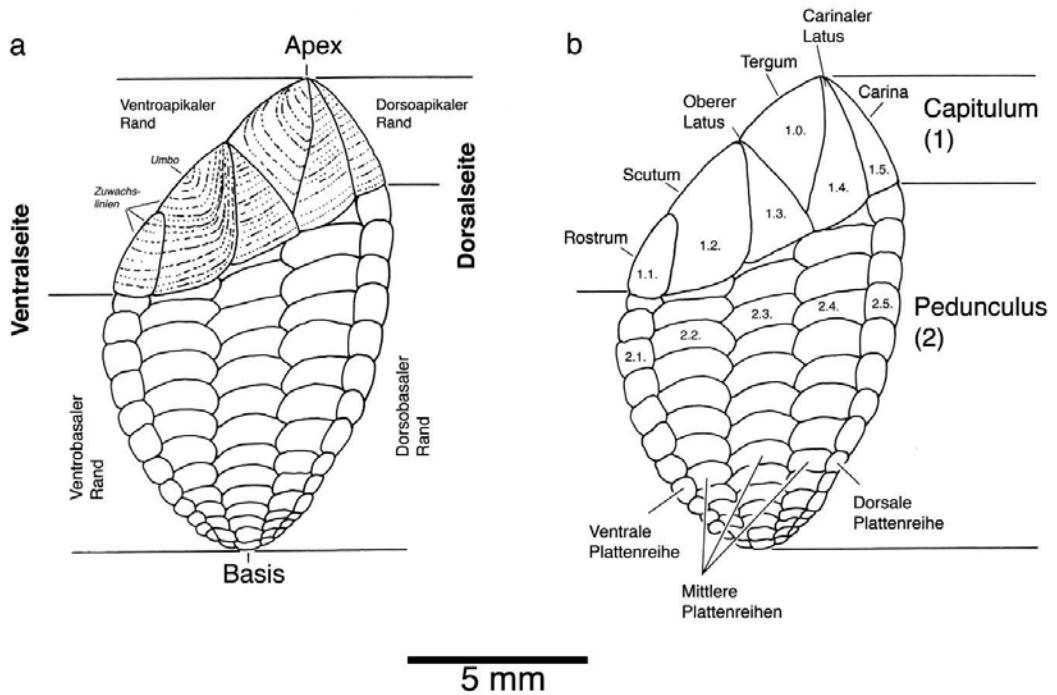 a
Apex
Ventroapikaler
Rand
Dorsoapikaler
Rand
Umbo
Zuwachs-
linien
Ventralseite
Dorsalseite
Ventrobasaler
Rand
Dorsobasaler
Rand
Basis
b
Carinaler
Latus
Tergum
Carina
Oberer
Latus
Capitulum
(1)
Scutum
Rostrum
1.0.
1.5.
1.4.
1.3.
1.2.
1.1.
Pedunculus
(2)
2.5.
2.4.
2.3.
2.2.
2.1.
Ventrale
Plattenreihe
Dorsale
Plattenreihe
Mittlere
Plattenreihen
5 mm